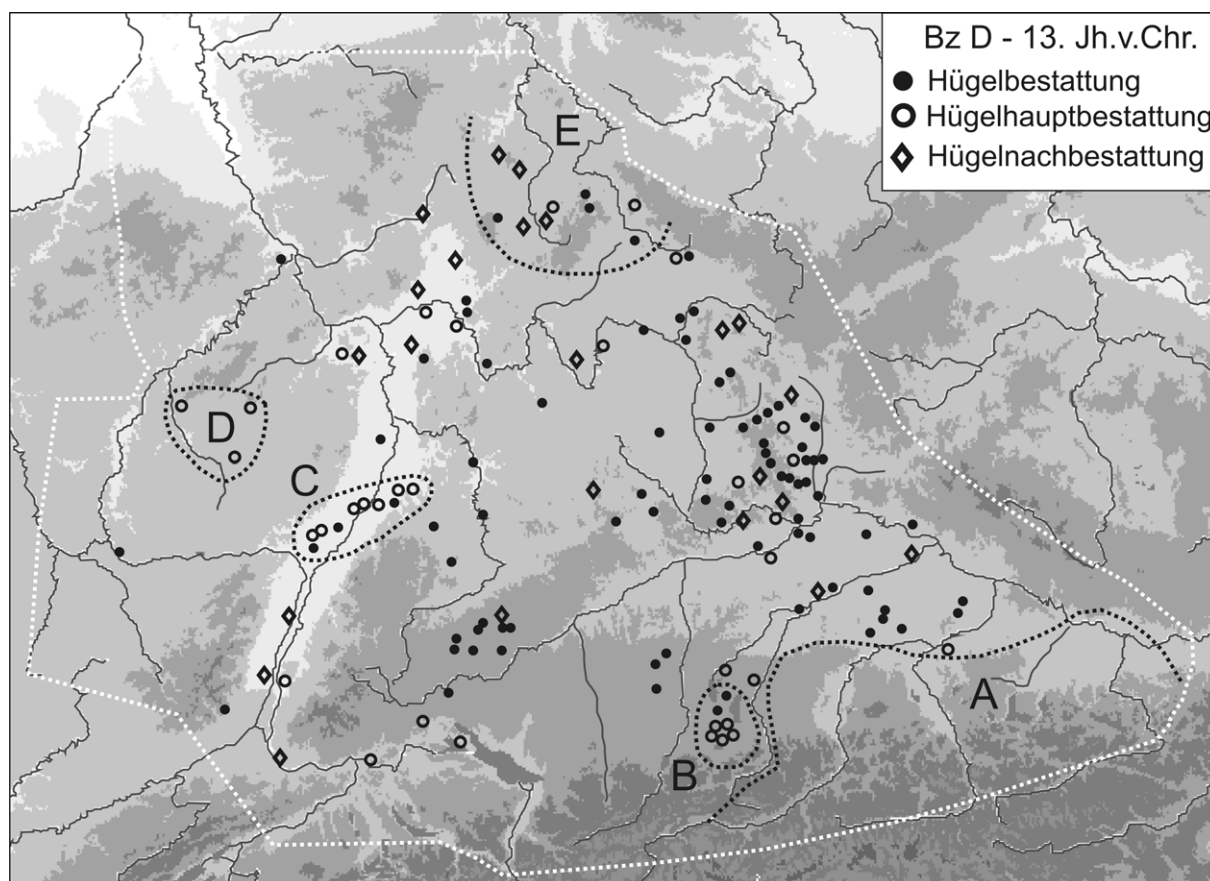 Bz D - 13. Jh.v.Chr.
Hügelbestattung
Hügelhauptbestattung
Hügelnachbestattung
E
D
C
A
B